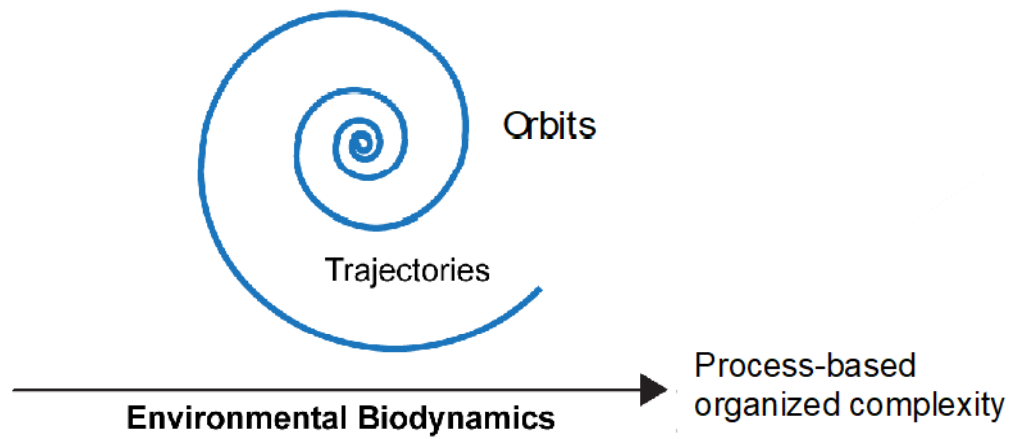 Orbits
Trajectories
Process-based
organized complexity
Environmental Biodynamics